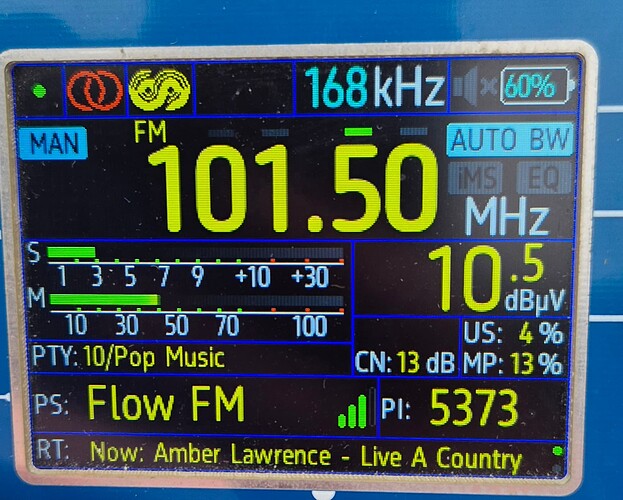 168kHz 60%
MAN FM AUTO BW
101.50 MHz
iMS EQ
S
1 3 5 7 9 +10 +30
M
10 30 50 70 100
10.5 dBµV
US: 4%
PTY: 10/Pop Music CN: 13 dB MP: 13%
PS: Flow FM PI: 5373
RT: Now: Amber Lawrence - Live A Country